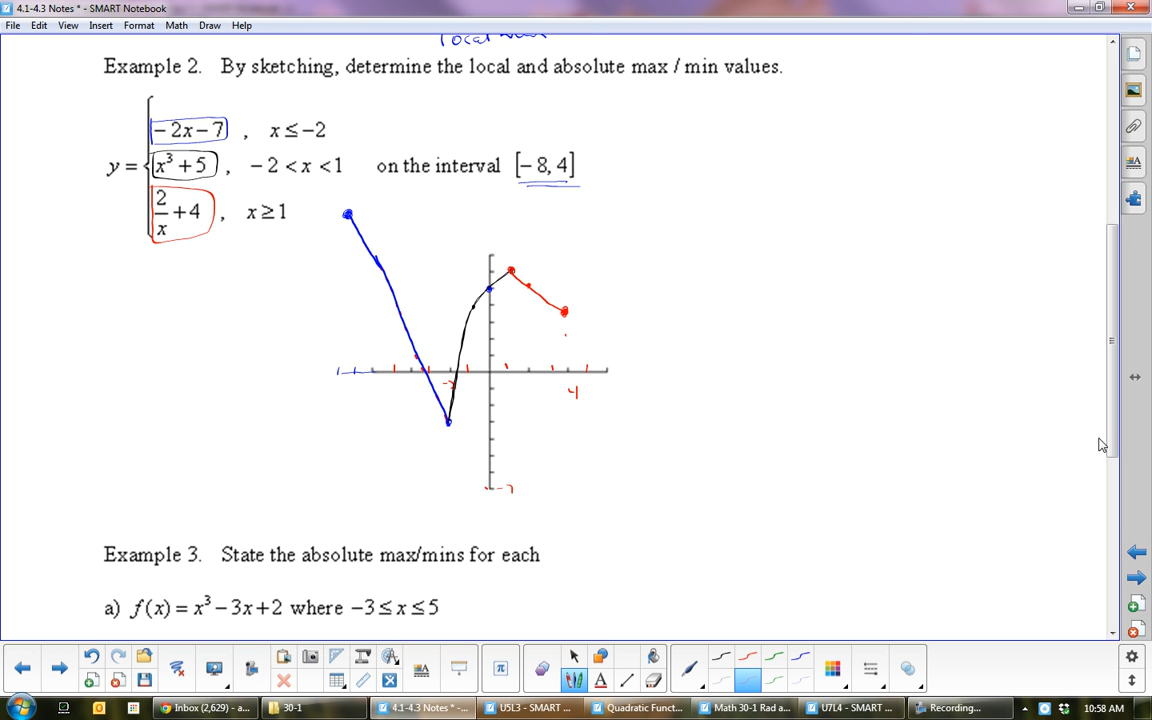 4.1-4.3 Notes * - SMART Notebook
File Edit View Insert Format Math Draw Help
Example 2. By sketching, determine the local and absolute max / min values.
-2x-7 , x≤-2
y= x³+5 , -2<x<1 on the interval [-8,4]
2/x+4 , x≥1
-2
4
-7
Example 3. State the absolute max/mins for each
a) f(x)=x³-3x+2 where -3≤x≤5
Chrome Inbox (2,629) - a... 30-1 4.1-4.3 Notes * -... U5L3 - SMART ... Quadratic Funct... Math 30-1 Rad a... U7L4 - SMART ... Recording... 10:58 AM